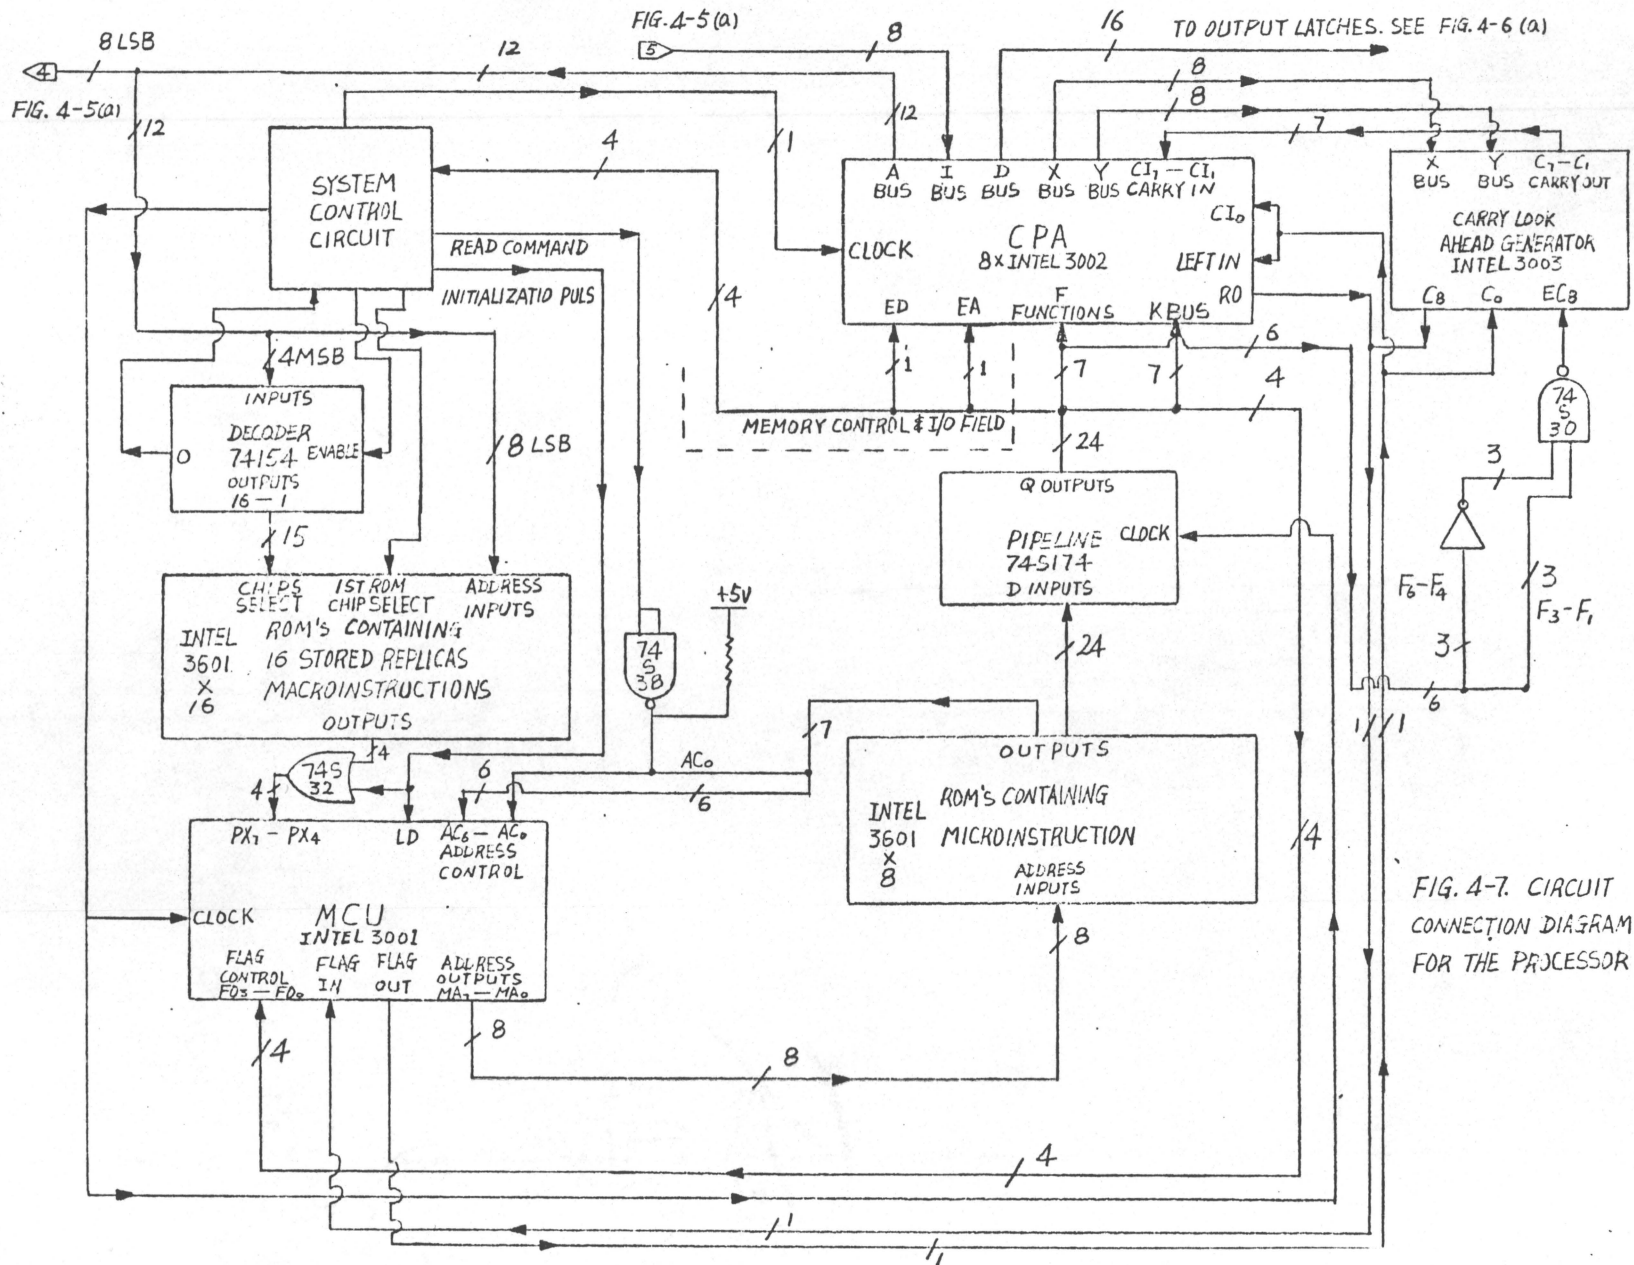 FIG. 4-5(a)
8 LSB
12
5
8
16
TO OUTPUT LATCHES. SEE FIG. 4-6 (a)
4
FIG. 4-5(a)
12
12
1
8
8
7
4
4
SYSTEM
CONTROL
CIRCUIT
READ COMMAND
INITIALIZATIO PULS
A BUS
I BUS
D BUS
X BUS
Y BUS
CI7 — CI1
CARRY IN
CI0
CLOCK
CPA
8 X INTEL 3002
LEFT IN
RO
ED
EA
F
FUNCTIONS
K BUS
X BUS
Y BUS
C7 – C1
CARRY OUT
CARRY LOOK
AHEAD GENERATOR
INTEL 3003
C8
C0
EC8
4MSB
8 LSB
INPUTS
DECODER
74154
ENABLE
O
OUTPUTS
16 — 1
15
1
1
7
7
6
4
MEMORY CONTROL & I/O FIELD
24
Q OUTPUTS
PIPELINE
74S174
CLOCK
D INPUTS
24
74
S
30
3
3
F6-F4
F3-F1
3
6
CHIPS
SELECT
1ST ROM
CHIP SELECT
ADDRESS
INPUTS
INTEL
3601
X
16
ROM'S CONTAINING
16 STORED REPLICAS
MACROINSTRUCTIONS
OUTPUTS
+5V
74
S
38
4
74S
32
4
6
AC0
6
7
1
1
OUTPUTS
INTEL
3601
X
8
ROM'S CONTAINING
MICROINSTRUCTION
ADDRESS
INPUTS
8
4
PX7 - PX4
LD
AC6 — AC0
ADDRESS
CONTROL
CLOCK
MCU
INTEL 3001
FLAG
CONTROL
FO3 — FO0
FLAG
IN
FLAG
OUT
ADDRESS
OUTPUTS
MA7 — MA0
FIG. 4-7. CIRCUIT
CONNECTION DIAGRAM
FOR THE PROCESSOR
4
8
8
4
1
1